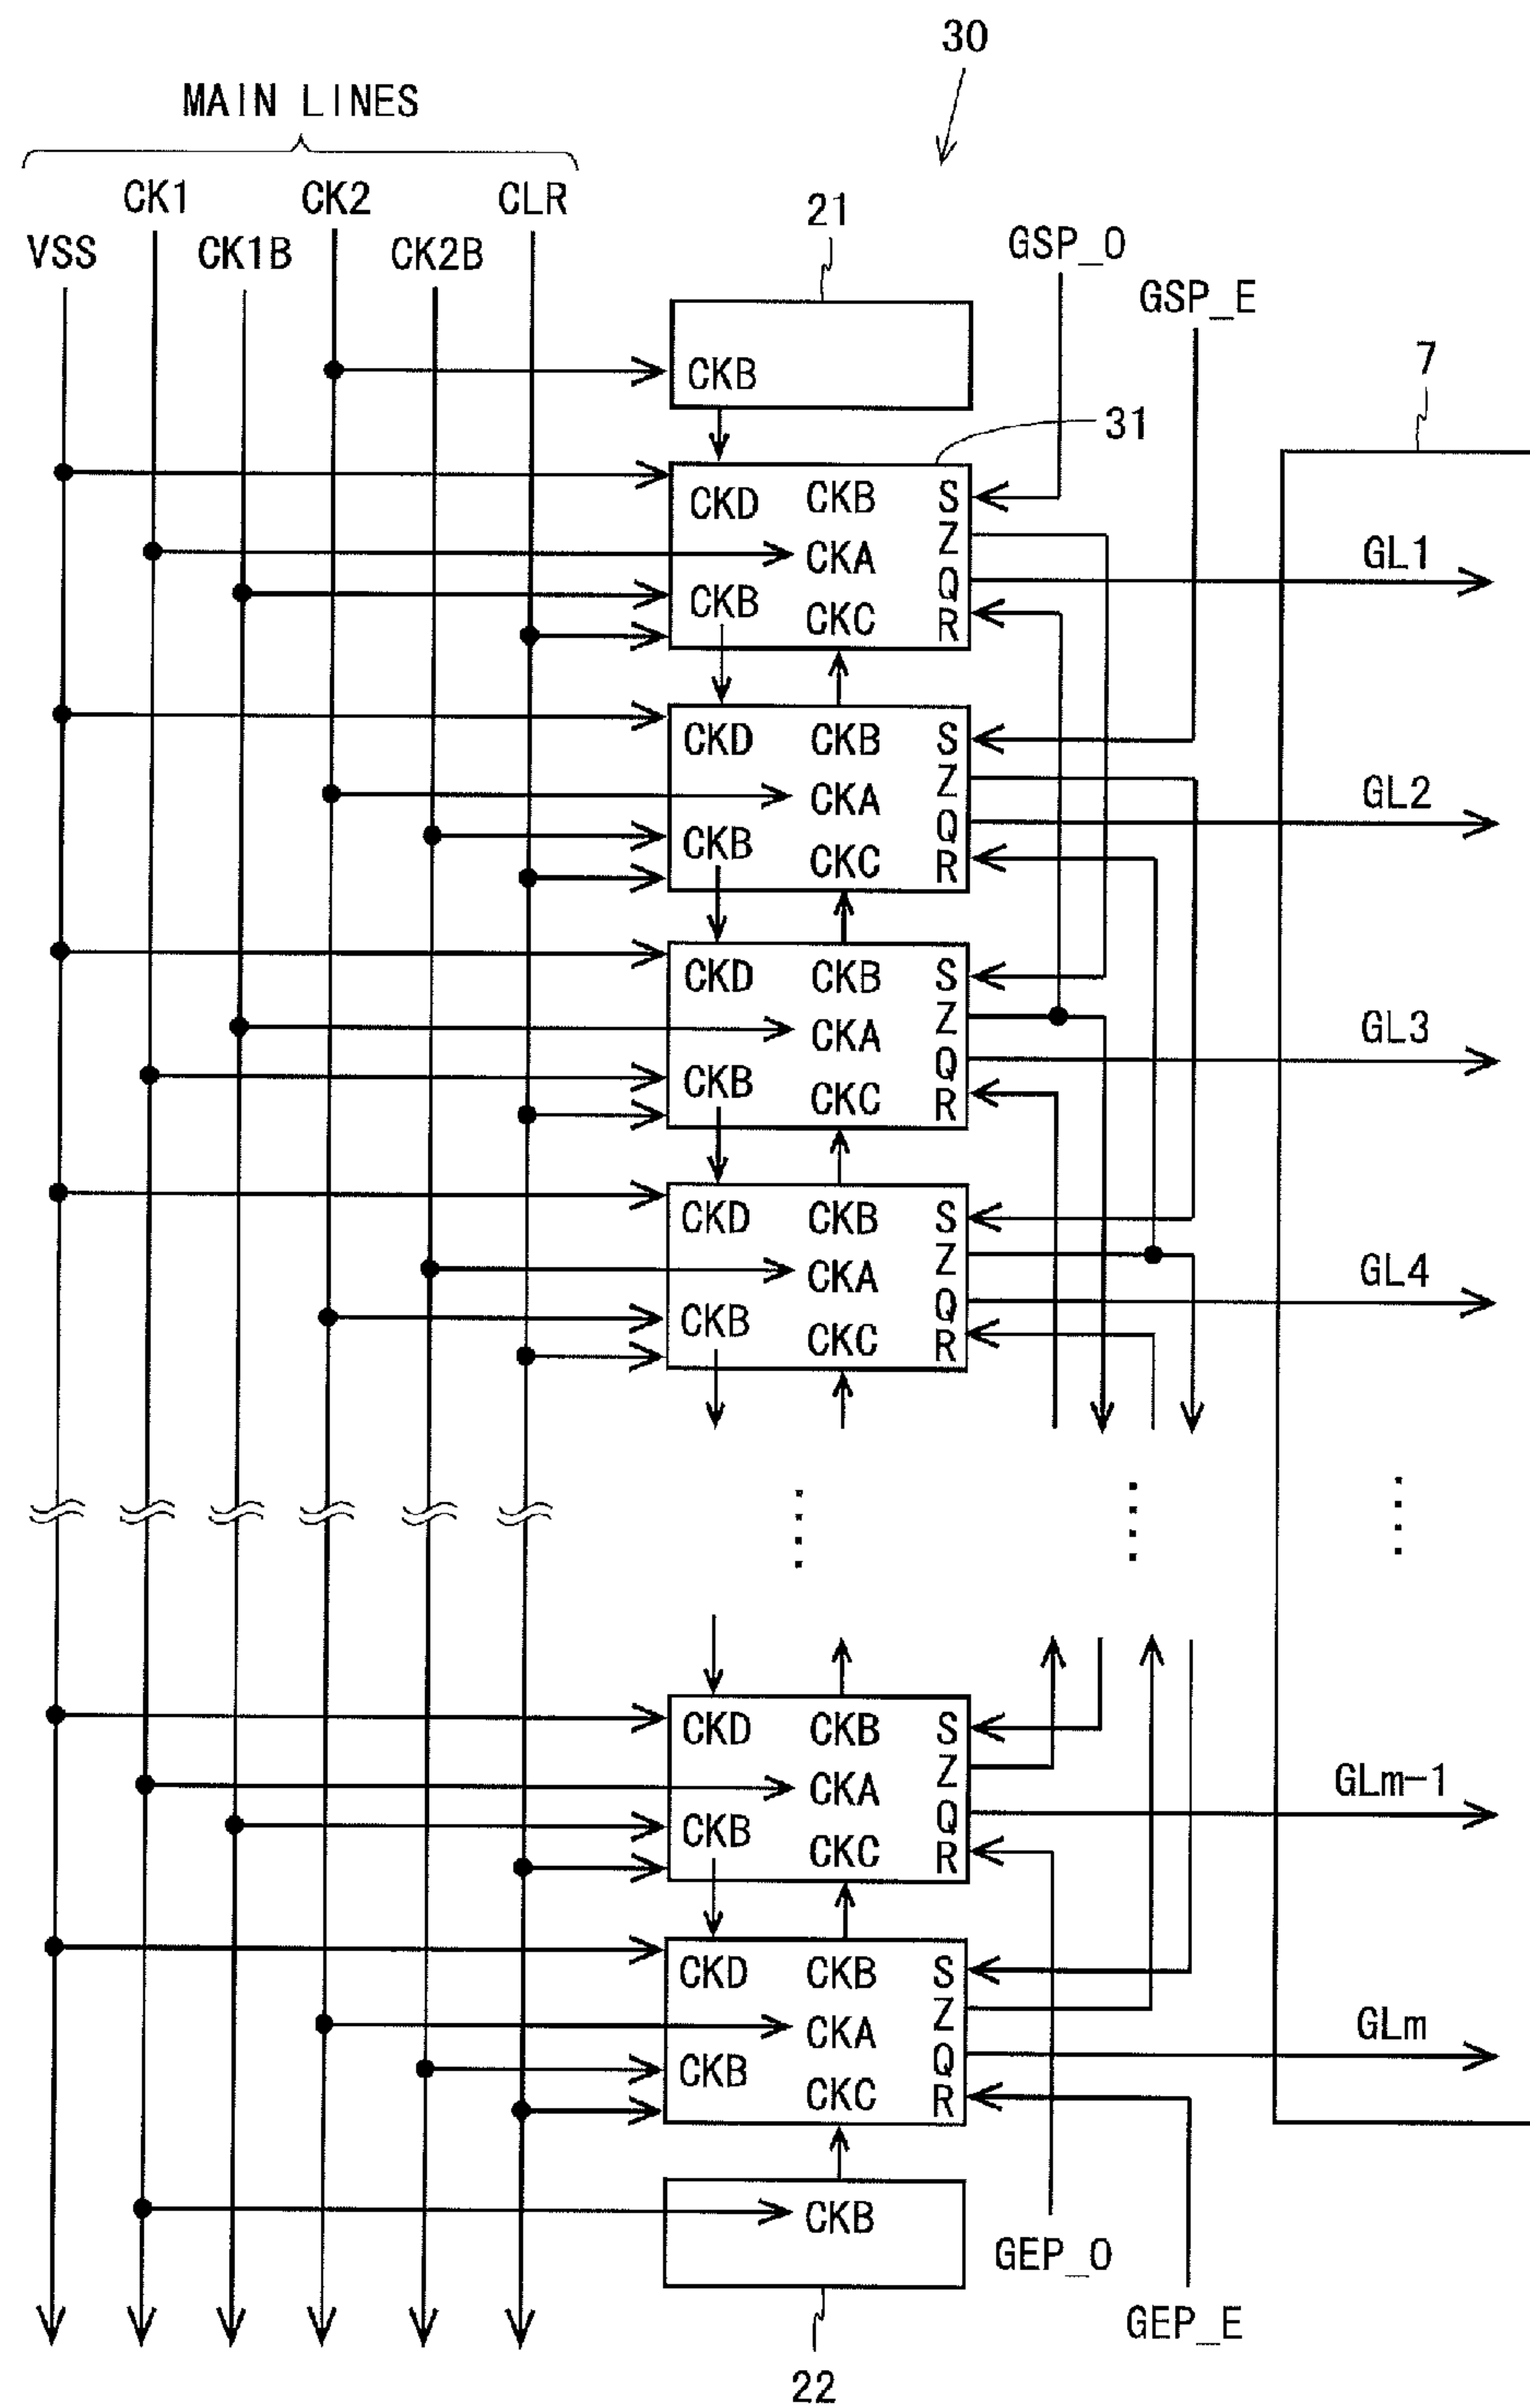 30
MAIN LINES
CK1 CK2 CLR
VSS CK1B CK2B
21
GSP_O
GSP_E
7
CKB
31
CKD CKB S
Z
CKA
GL1
CKB CKC Q
R
CKD CKB S
Z
CKA
GL2
CKB CKC Q
R
CKD CKB S
Z
CKA
GL3
CKB CKC Q
R
CKD CKB S
Z
CKA
GL4
CKB CKC Q
R
CKD CKB S
Z
CKA
GLm-1
CKB CKC Q
R
CKD CKB S
Z
CKA
GLm
CKB CKC Q
R
CKB
GEP_O
GEP_E
22